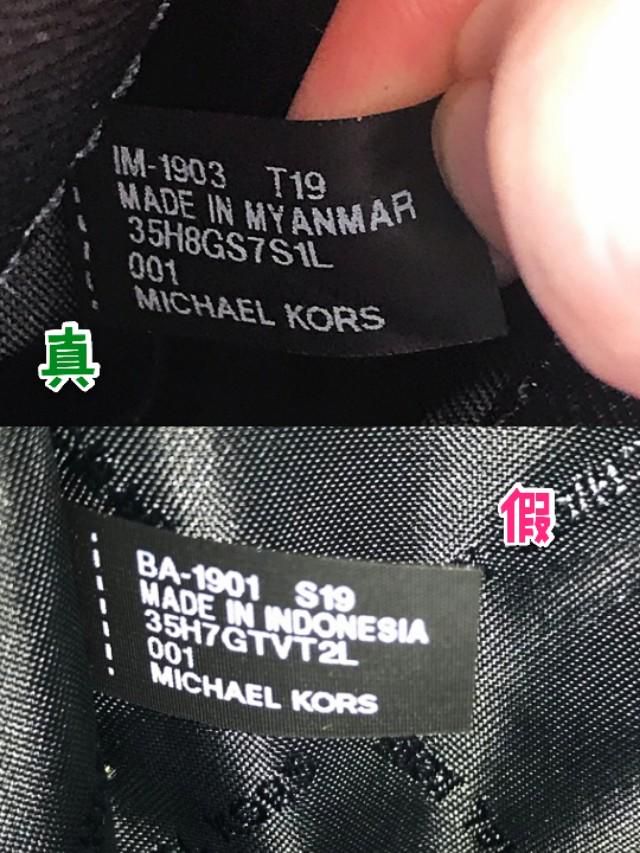 IM-1903 T19
MADE IN MYANMAR
35H8GS7S1L
001
MICHAEL KORS
真
假
BA-1901 S19
MADE IN INDONESIA
35H7GTVT2L
001
MICHAEL KORS